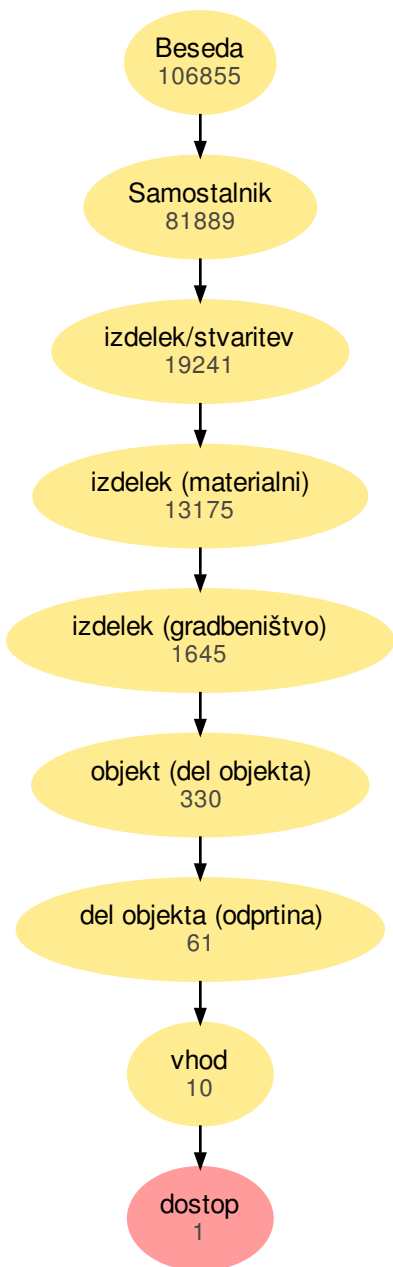 Beseda
106855
Samostalnik
81889
izdelek/stvaritev
19241
izdelek (materialni)
13175
izdelek (gradbeništvo)
1645
objekt (del objekta)
330
del objekta (odprtina)
61
vhod
10
dostop
1